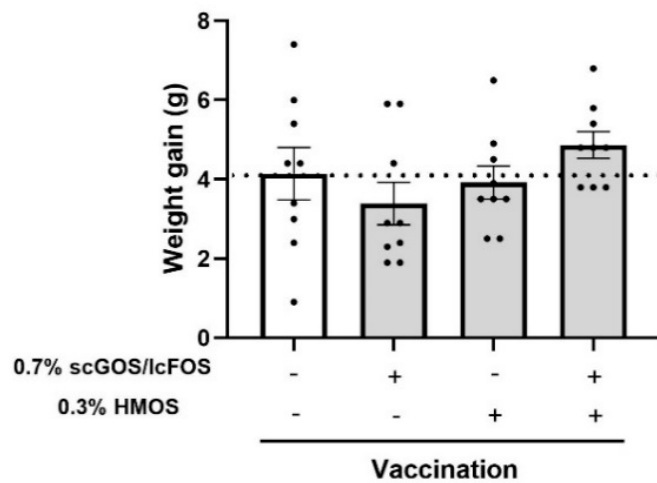 8
6
4
2
0
Weight gain (g)
0.7% scGOS/lcFOS - + - +
0.3% HMOS - - + +
Vaccination